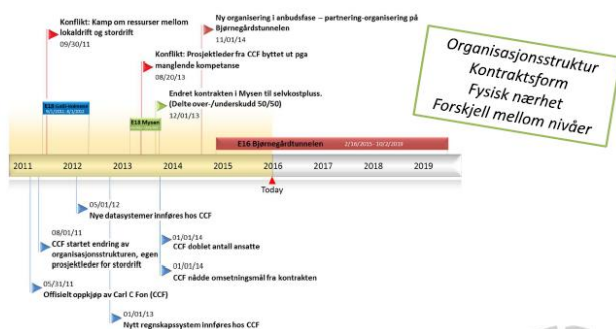 Ny organisering i anbudsfase – partnering-organisering på
Bjørnegårdtunnelen
11/01/14
Konflikt: Kamp om ressurser mellom
lokaldrift og stordrift
09/30/11
Konflikt: Prosjektleder fra CCF byttet ut pga
manglende kompetanse
08/20/13
Endret kontrakten i Mysen til selvkostpluss.
(Delte over-/underskudd 50/50)
12/01/13
Organisasjonsstruktur
Kontraktsform
Fysisk nærhet
Forskjell mellom nivåer
E18 Mysen
E16 Bjørnegårdtunnelen 2/16/2015 - 10/2/2019
2011 2012 2013 2014 2015 2016 2017 2018 2019
Today
05/01/12
Nye datasystemer innføres hos CCF
08/01/11
CCF startet endring av
organisasjonsstrukturen, egen
prosjektleder for stordrift
01/01/14
CCF doblet antall ansatte
01/01/14
CCF nådde omsetningsmål fra kontrakten
05/31/11
Offisielt oppkjøp av Carl C Fon (CCF)
01/01/13
Nytt regnskapssystem innføres hos CCF